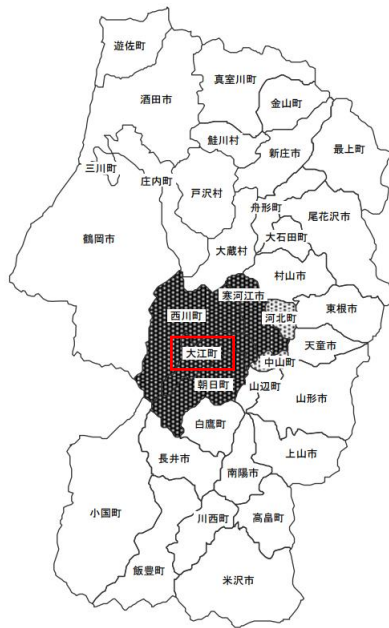 遊佐町
真室川町
酒田市
金山町
鮭川村
最上町
新庄市
三川町
庄内町
戸沢村
舟形町
尾花沢市
鶴岡市
大石田町
大蔵村
村山市
寒河江市
西川町
河北町
東根市
天童市
大江町
中山町
朝日町
山辺町
山形市
白鷹町
上山市
長井市
南陽市
小国町
川西町
高畠町
飯豊町
米沢市